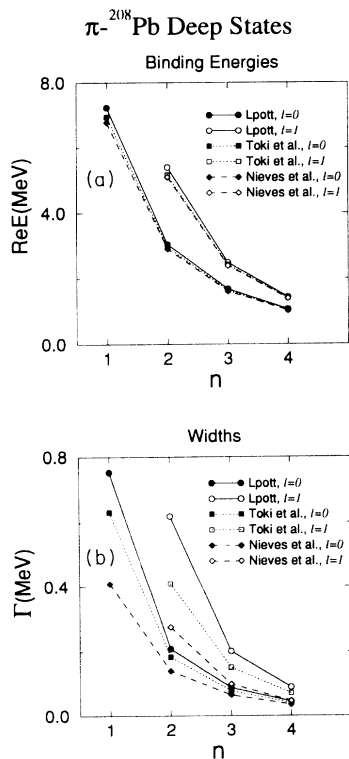 π-²⁰⁸Pb Deep States
Binding Energies
8.0
Lpott, l=0
Lpott, l=1
Toki et al., l=0
Toki et al., l=1
Nieves et al., l=0
Nieves et al., l=1
(a)
ReE(MeV)
4.0
0.0
1 2 3 4
n
Widths
0.8
Lpott, l=0
Lpott, l=1
Toki et al., l=0
Toki et al., l=1
Nieves et al., l=0
Nieves et al., l=1
(b)
Γ(MeV)
0.4
0.0
1 2 3 4
n